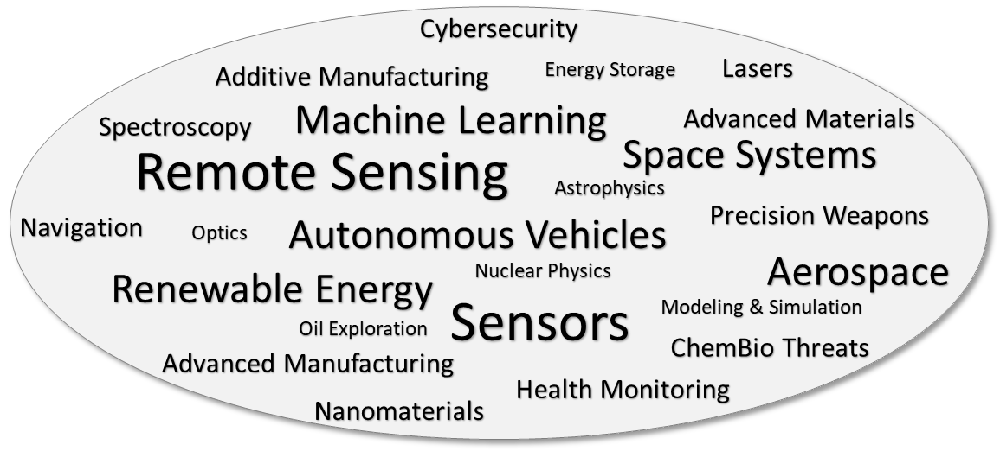 Cybersecurity
Additive Manufacturing
Energy Storage
Lasers
Spectroscopy
Machine Learning
Advanced Materials
Remote Sensing
Space Systems
Astrophysics
Navigation
Optics
Autonomous Vehicles
Precision Weapons
Nuclear Physics
Renewable Energy
Aerospace
Oil Exploration
Sensors
Modeling & Simulation
Advanced Manufacturing
ChemBio Threats
Health Monitoring
Nanomaterials